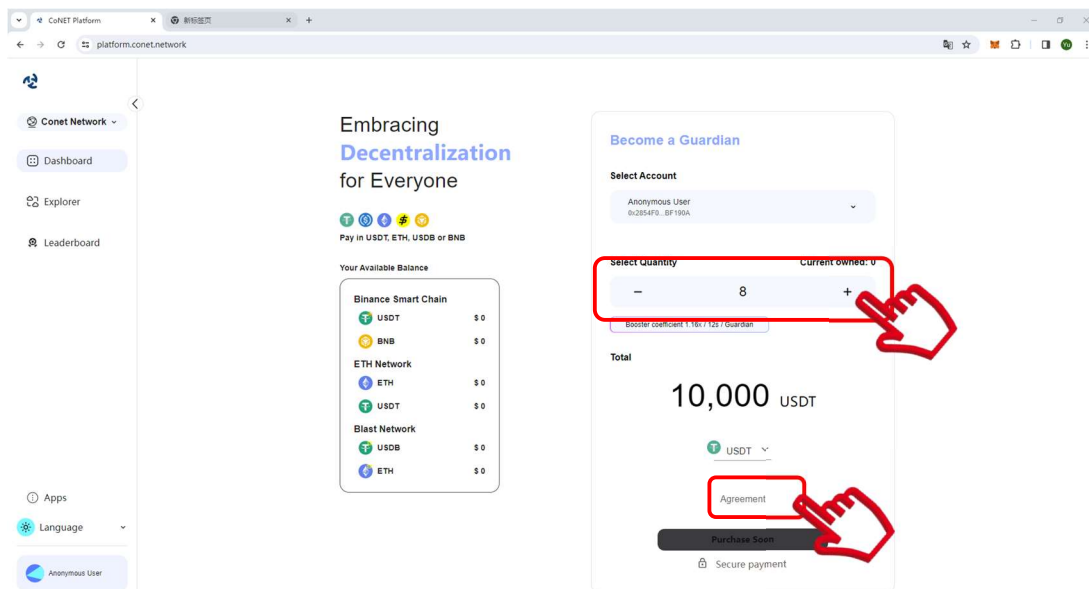 CoNET Platform
新标签页
platform.conet.network
Yu
Conet Network
Dashboard
Explorer
Leaderboard
Apps
Language
Anonymous User
Embracing
Decentralization
for Everyone
Pay in USDT, ETH, USDB or BNB
Your Available Balance
Binance Smart Chain
USDT $ 0
BNB $ 0
ETH Network
ETH $ 0
USDT $ 0
Blast Network
USDB $ 0
ETH $ 0
Become a Guardian
Select Account
Anonymous User
0x2854F0...BF190A
Select Quantity Current owned: 0
− 8 +
Booster coefficient 1.16x / 12s / Guardian
Total
10,000 USDT
USDT
Agreement
Purchase Soon
Secure payment